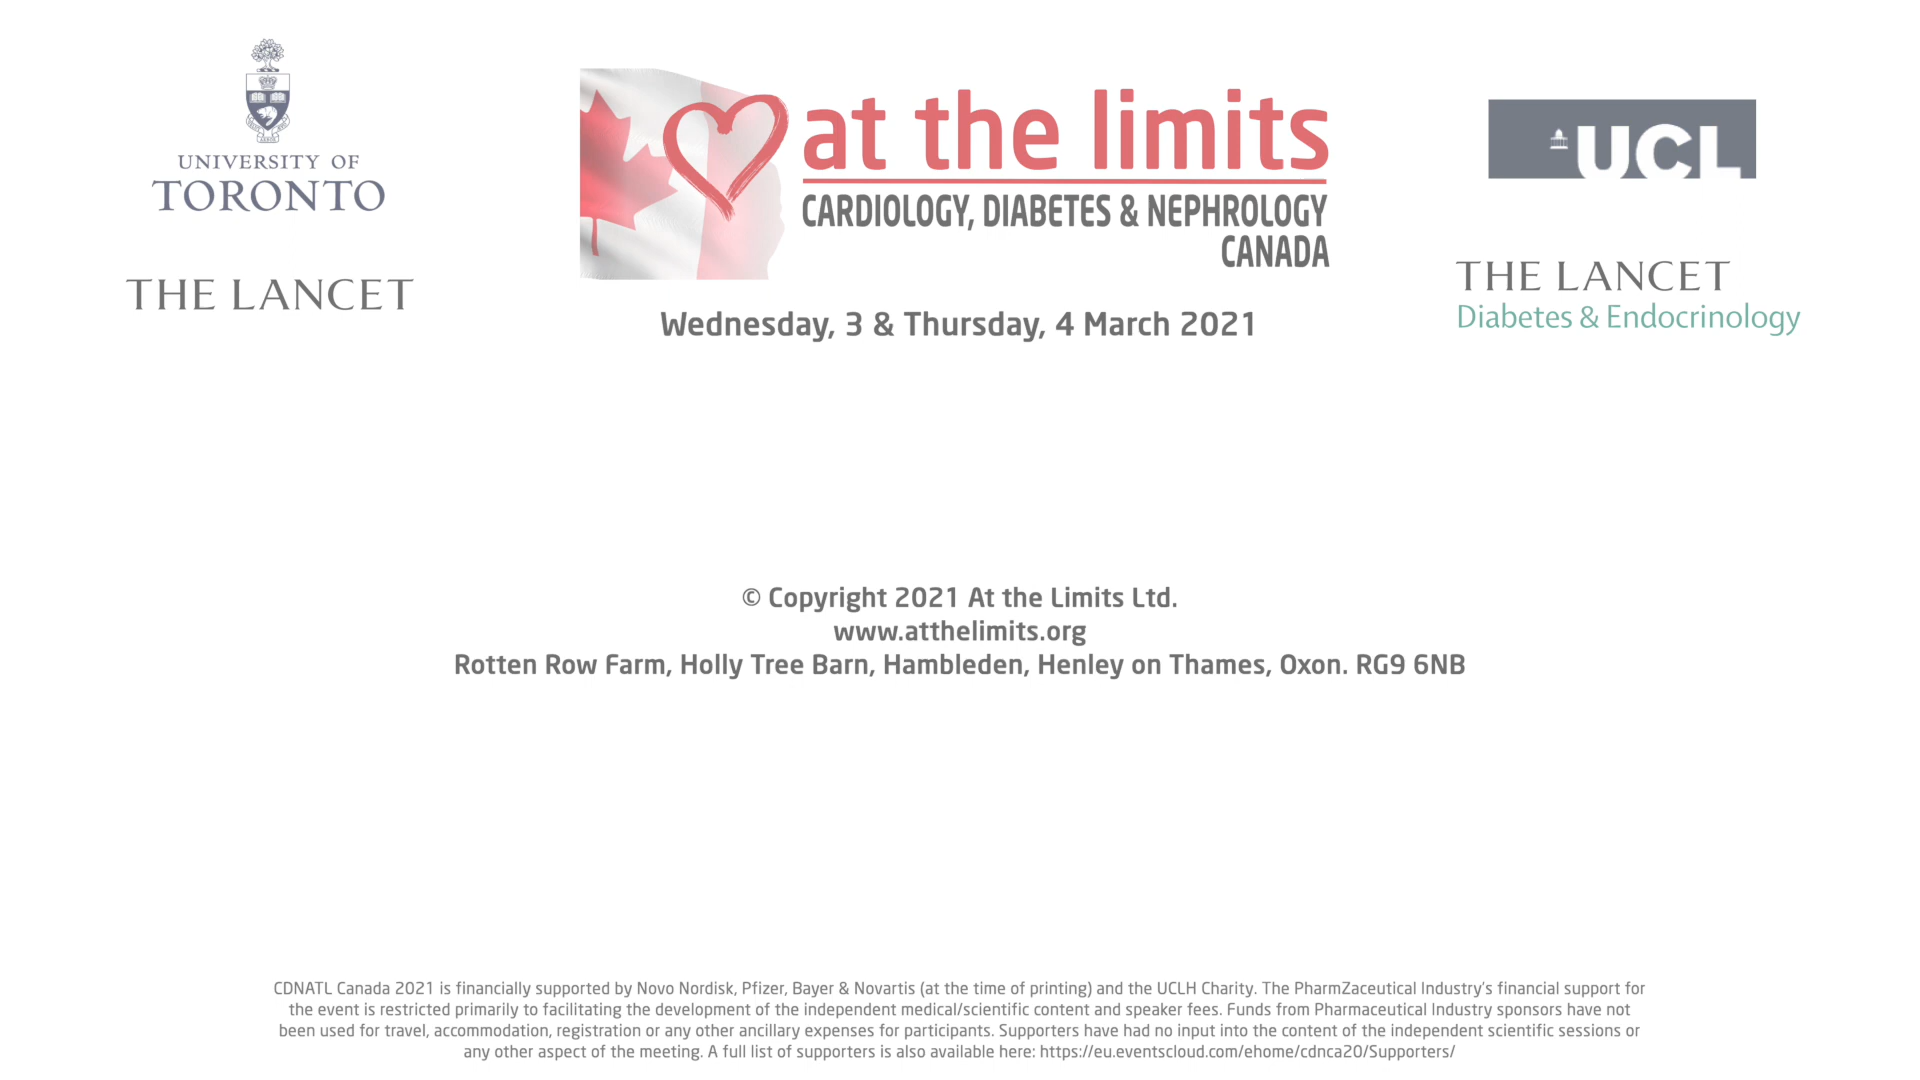 UNIVERSITY OF
TORONTO
THE LANCET
at the limits
CARDIOLOGY, DIABETES & NEPHROLOGY
CANADA
Wednesday, 3 & Thursday, 4 March 2021
UCL
THE LANCET
Diabetes & Endocrinology
© Copyright 2021 At the Limits Ltd.
www.atthelimits.org
Rotten Row Farm, Holly Tree Barn, Hambleden, Henley on Thames, Oxon. RG9 6NB
CDNATL Canada 2021 is financially supported by Novo Nordisk, Pfizer, Bayer & Novartis (at the time of printing) and the UCLH Charity. The PharmZaceutical Industry's financial support for
the event is restricted primarily to facilitating the development of the independent medical/scientific content and speaker fees. Funds from Pharmaceutical Industry sponsors have not
been used for travel, accommodation, registration or any other ancillary expenses for participants. Supporters have had no input into the content of the independent scientific sessions or
any other aspect of the meeting. A full list of supporters is also available here: https://eu.eventscloud.com/ehome/cdnca20/Supporters/